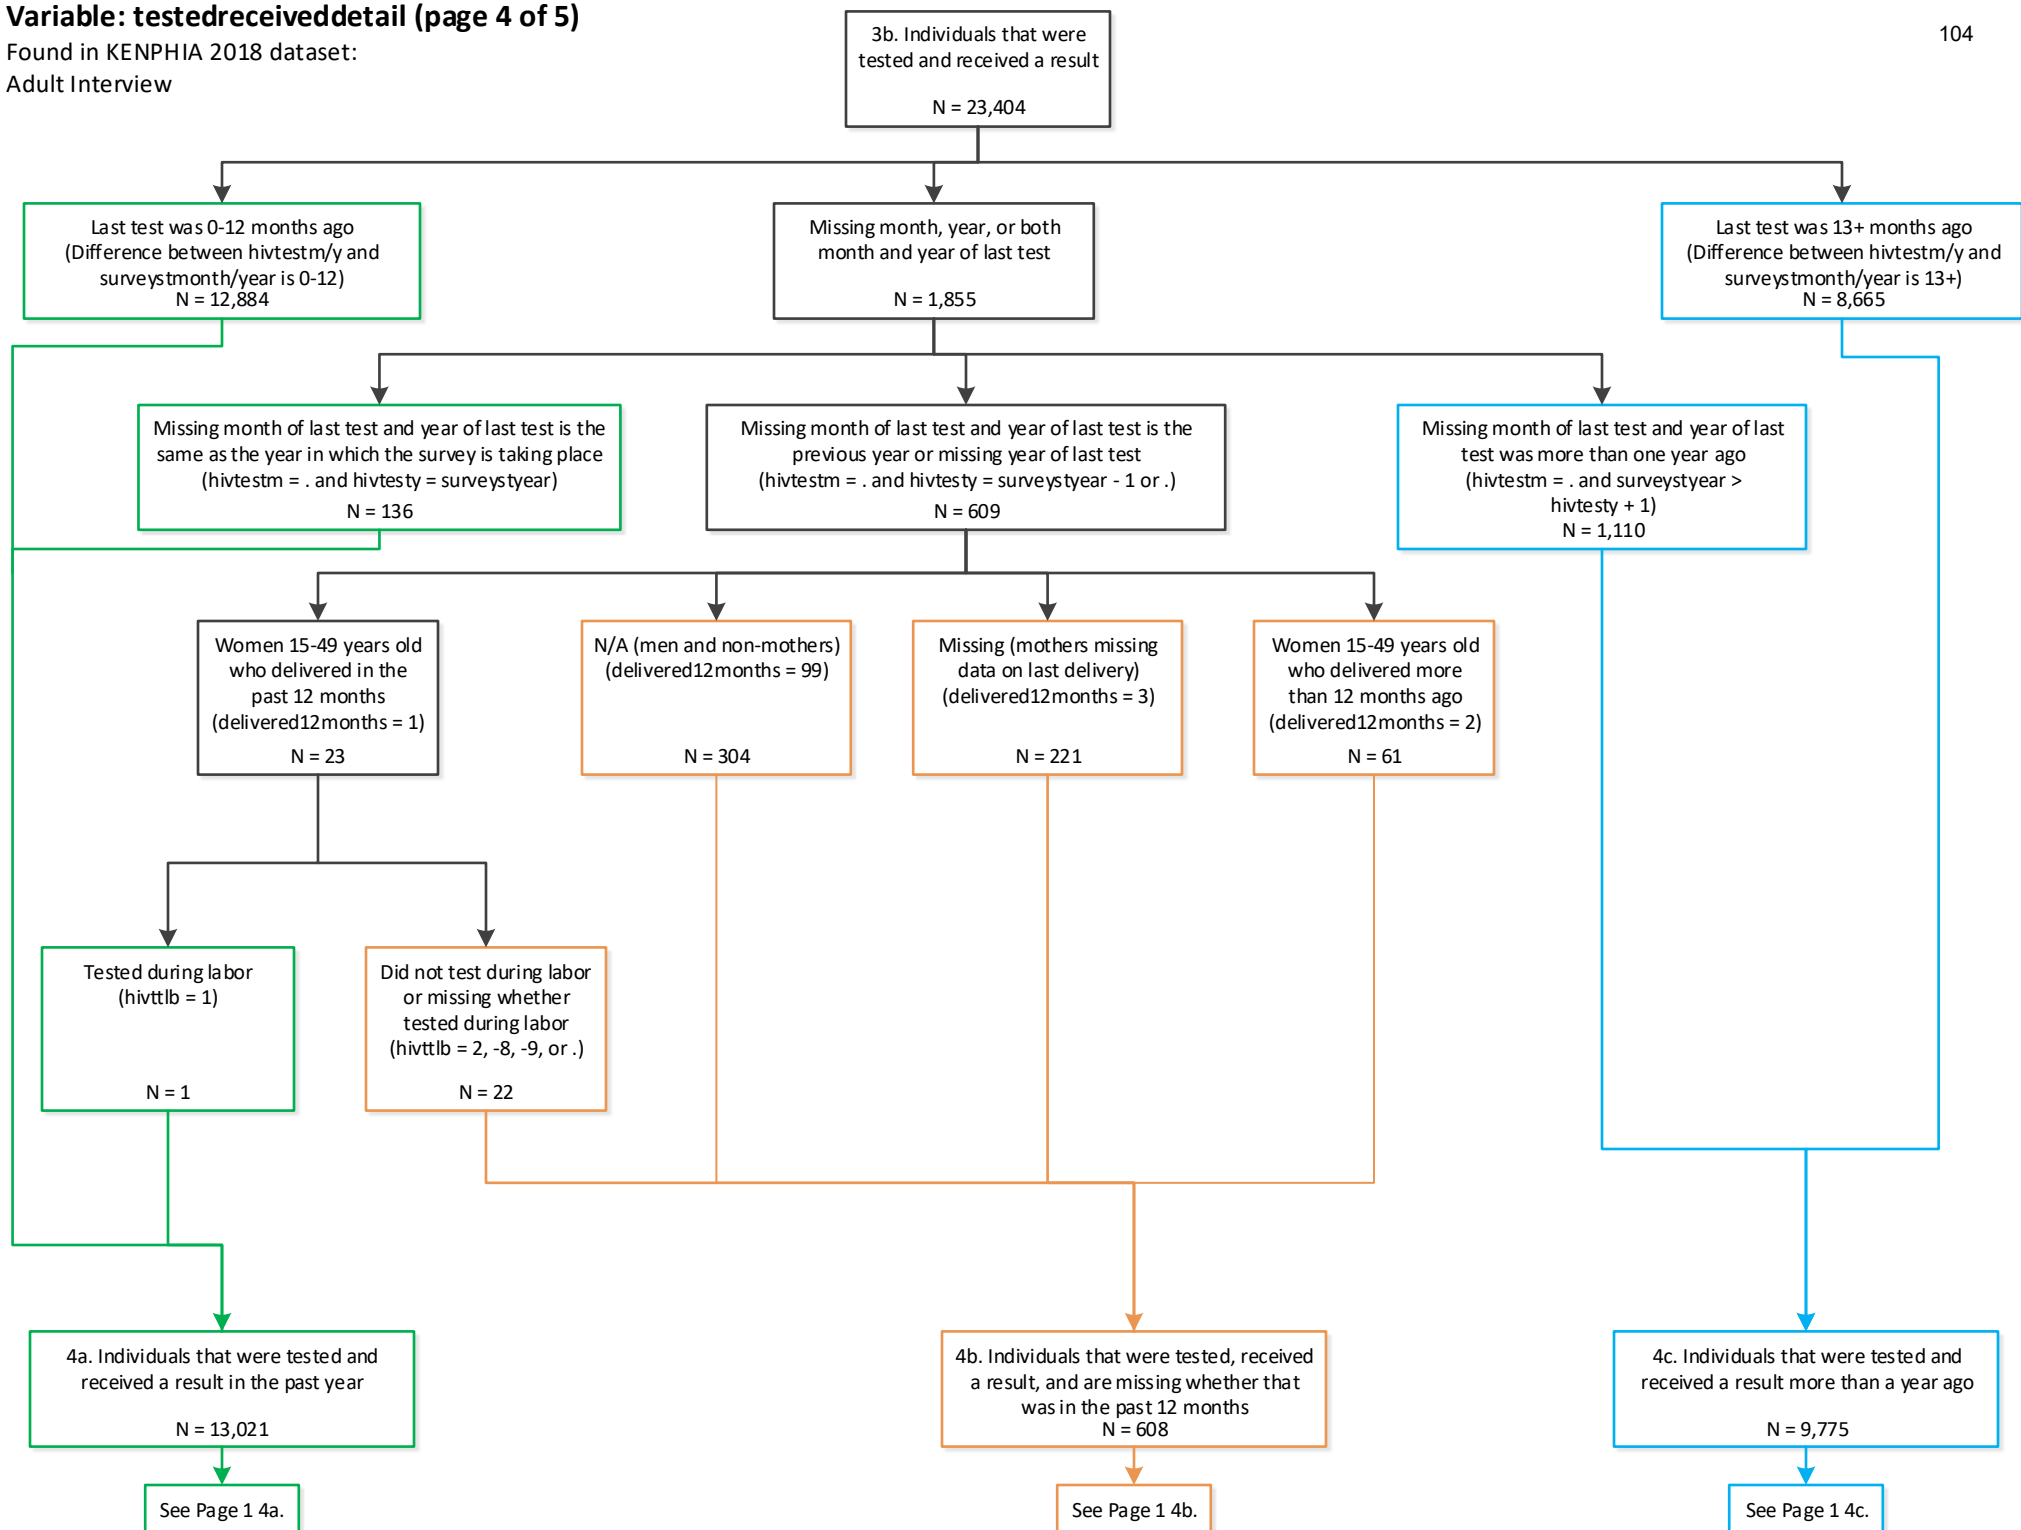 Variable: testedreceiveddetail (page 4 of 5)
Found in KENPHIA 2018 dataset:
Adult Interview
104
3b. Individuals that were
tested and received a result
N = 23,404
Last test was 0-12 months ago
(Difference between hivtestm/y and
surveystmonth/year is 0-12)
N = 12,884
Missing month, year, or both
month and year of last test
N = 1,855
Last test was 13+ months ago
(Difference between hivtestm/y and
surveystmonth/year is 13+)
N = 8,665
Missing month of last test and year of last test is the
same as the year in which the survey is taking place
(hivtestm = . and hivtesty = surveystyear)
N = 136
Missing month of last test and year of last test is the
previous year or missing year of last test
(hivtestm = . and hivtesty = surveystyear - 1 or .)
N = 609
Missing month of last test and year of last
test was more than one year ago
(hivtestm = . and surveystyear >
hivtesty + 1)
N = 1,110
Women 15-49 years old
who delivered in the
past 12 months
(delivered12months = 1)
N = 23
N/A (men and non-mothers)
(delivered12months = 99)
N = 304
Missing (mothers missing
data on last delivery)
(delivered12months = 3)
N = 221
Women 15-49 years old
who delivered more
than 12 months ago
(delivered12months = 2)
N = 61
Tested during labor
(hivttlb = 1)
N = 1
Did not test during labor
or missing whether
tested during labor
(hivttlb = 2, -8, -9, or .)
N = 22
4a. Individuals that were tested and
received a result in the past year
N = 13,021
4b. Individuals that were tested, received
a result, and are missing whether that
was in the past 12 months
N = 608
4c. Individuals that were tested and
received a result more than a year ago
N = 9,775
See Page 1 4a.
See Page 1 4b.
See Page 1 4c.